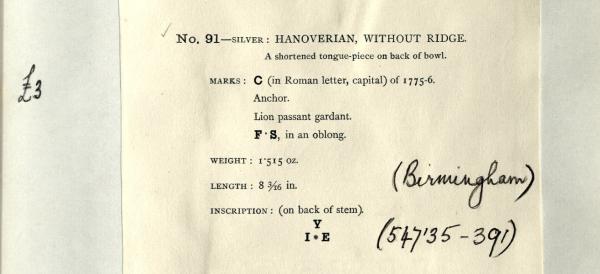 No. 91—SILVER: HANOVERIAN, WITHOUT RIDGE.
A shortened tongue-piece on back of bowl.
£3
MARKS: C (in Roman letter, capital) of 1775-6.
Anchor.
Lion passant gardant.
F·S, in an oblong.
WEIGHT: 1·515 oz.
LENGTH: 8 3/16 in.
(Birmingham)
INSCRIPTION: (on back of stem).
Y
I * E
(547'35-391)